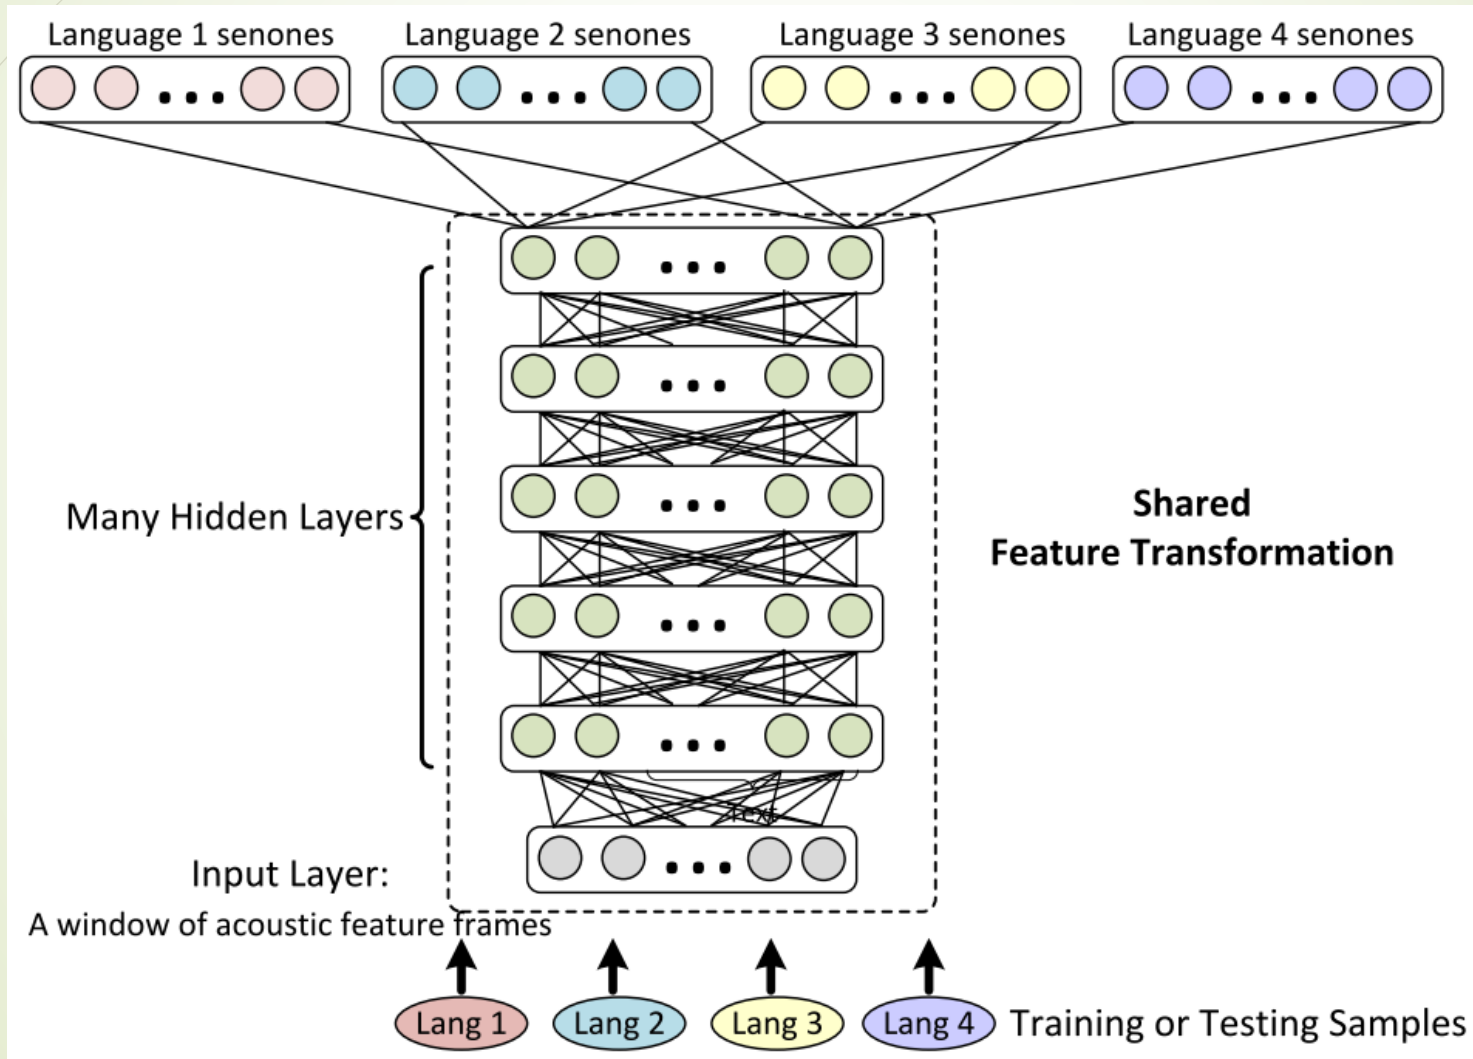 Language 1 senones
Language 2 senones
Language 3 senones
Language 4 senones
Many Hidden Layers
Shared
Feature Transformation
Text
Input Layer:
A window of acoustic feature frames
Lang 1
Lang 2
Lang 3
Lang 4
Training or Testing Samples